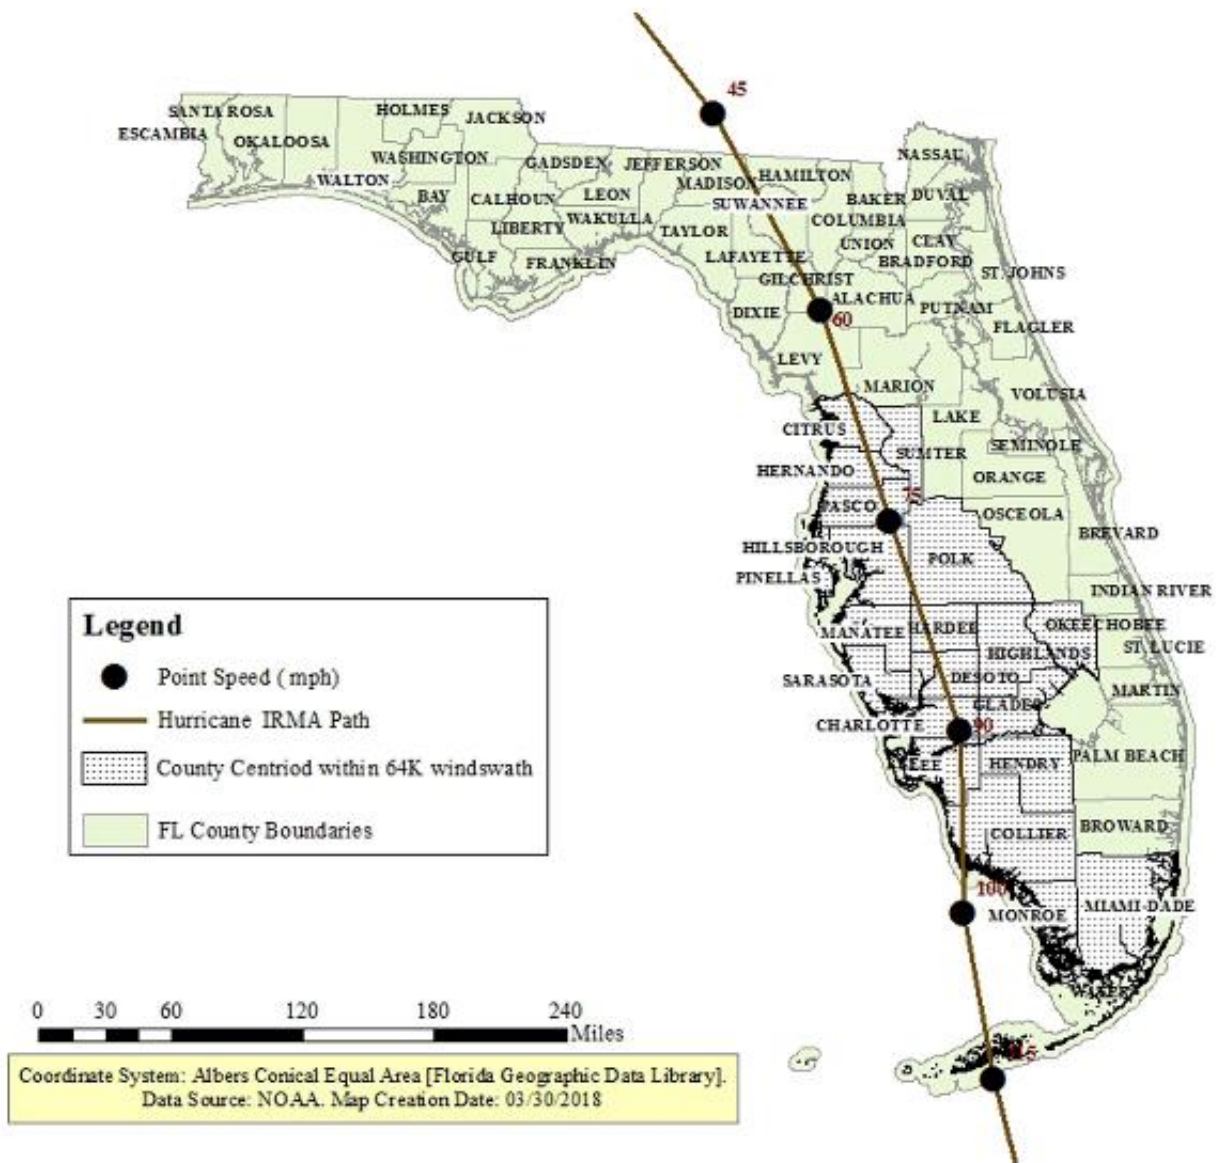 45
SANTA ROSA
HOLMES
JACKSON
ESCAMBIA
OKALOOSA
NASSAU
WASHINGTON
GADSDEN
JEFFERSON
HAMILTON
WALTON
MADISON
BAY
CALHOUN
LEON
SUWANNEE
BAKER
DUVAL
WAKULLA
COLUMBIA
LIBERTY
TAYLOR
UNION
CLAY
GULF
FRANKLIN
LAFAYETTE
BRADFORD
ST. JOHNS
GILCHRIST
ALACHUA
DIXIE
60
PUTNAM
FLAGLER
LEVY
MARION
VOLUSIA
LAKE
CITRUS
SEMINOLE
SUMTER
HERNANDO
ORANGE
75
PASCO
OSCEOLA
BREVARD
HILLSBOROUGH
POLK
PINELLAS
INDIAN RIVER
MANATEE
HARDEE
OKEECHOBEE
HIGHLANDS
ST. LUCIE
SARASOTA
DESOTO
MARTIN
GLADES
CHARLOTTE
90
LEE
HENDRY
PALM BEACH
COLLIER
BROWARD
100
MONROE
MIAMI-DADE
Legend
Point Speed ( mph)
Hurricane IRMA Path
County Centriod within 64K windswath
FL County Boundaries
0 30 60 120 180 240
Miles
Coordinate System: Albers Conical Equal Area [Florida Geographic Data Library].
Data Source: NOAA. Map Creation Date: 03/30/2018